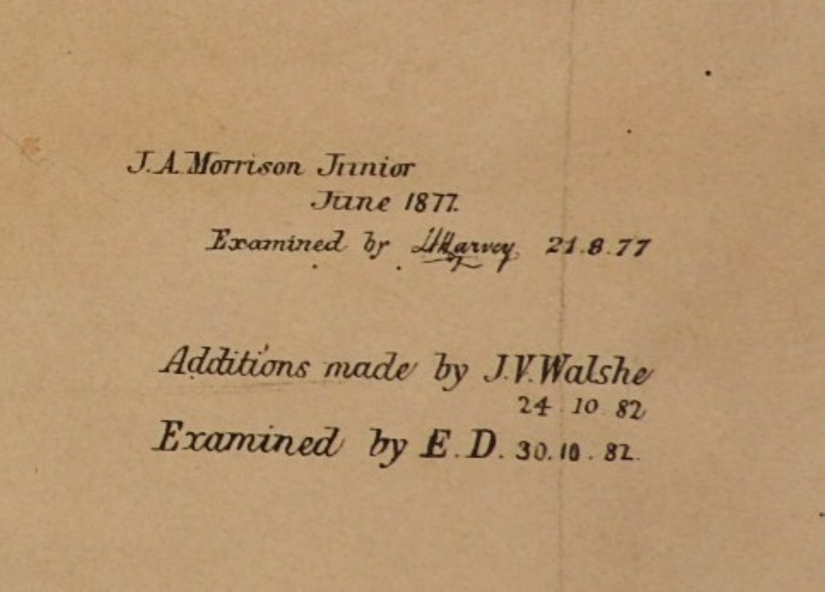 J. A. Morrison Junior
June 1877.
Examined by Harvey 21.8.77
Additions made by J. V. Walshe
24 10 82
Examined by E. D. 30.10.82.